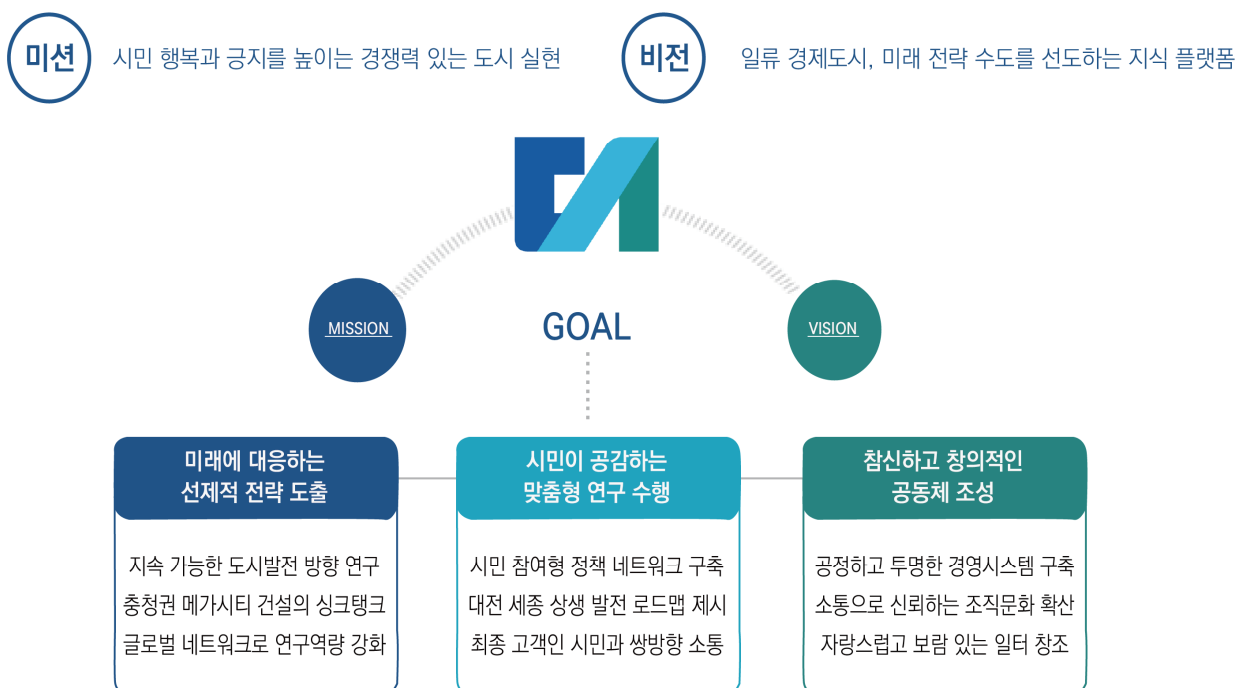 미션
시민 행복과 긍지를 높이는 경쟁력 있는 도시 실현
비전
일류 경제도시, 미래 전략 수도를 선도하는 지식 플랫폼
MISSION
GOAL
VISION
미래에 대응하는
선제적 전략 도출
지속 가능한 도시발전 방향 연구
충청권 메가시티 건설의 싱크탱크
글로벌 네트워크로 연구역량 강화
시민이 공감하는
맞춤형 연구 수행
시민 참여형 정책 네트워크 구축
대전 세종 상생 발전 로드맵 제시
최종 고객인 시민과 쌍방향 소통
참신하고 창의적인
공동체 조성
공정하고 투명한 경영시스템 구축
소통으로 신뢰하는 조직문화 확산
자랑스럽고 보람 있는 일터 창조